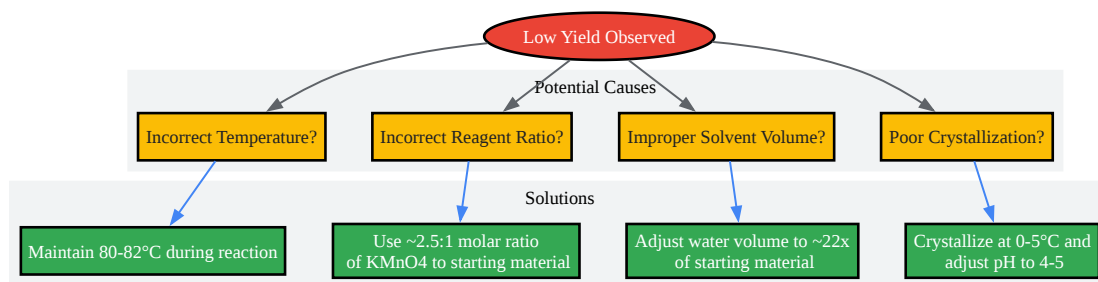 Low Yield Observed
Potential Causes
Incorrect Temperature?
Incorrect Reagent Ratio?
Improper Solvent Volume?
Poor Crystallization?
Solutions
Maintain 80-82°C during reaction
Use ~2.5:1 molar ratio
of KMnO4 to starting material
Adjust water volume to ~22x
of starting material
Crystallize at 0-5°C and
adjust pH to 4-5